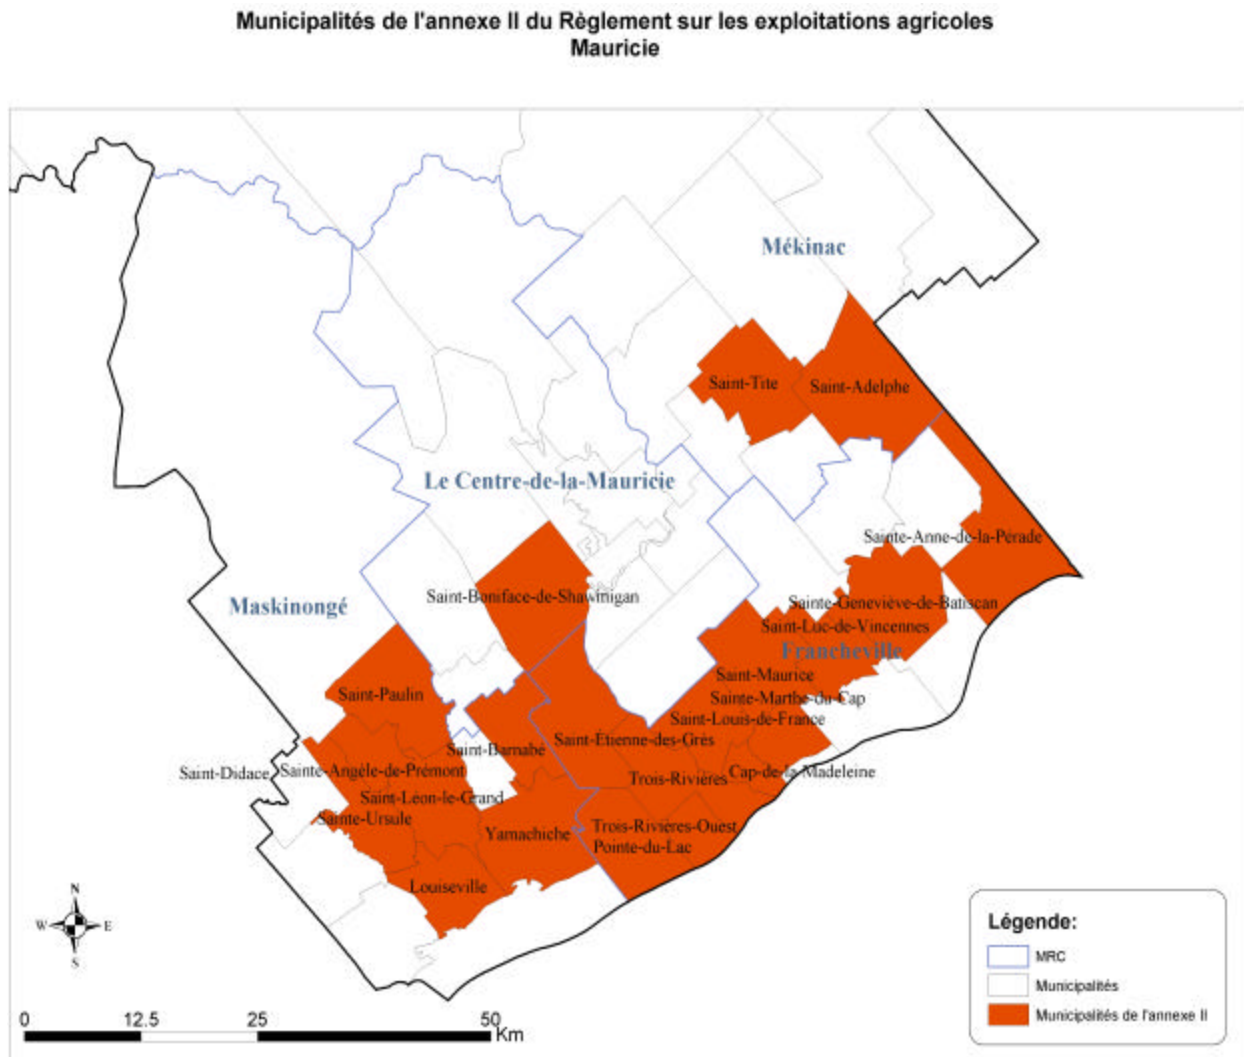 Municipalités de l'annexe II du Règlement sur les exploitations agricoles
Mauricie
Mékinac
Saint-Tite
Saint-Adelphe
Le Centre-de-la-Mauricie
Sainte-Anne-de-la-Pérade
Saint-Boniface-de-Shawinigan
Maskinongé
Sainte-Geneviève-de-Batiscan
Saint-Luc-de-Vincennes
Francheville
Saint-Maurice
Saint-Paulin
Sainte-Marthe-du-Cap
Saint-Louis-de-France
Saint-Étienne-des-Grès
Saint-Barnabé
Saint-Didace
Sainte-Angèle-de-Prémont
Trois-Rivières
Cap-de-la-Madeleine
Saint-Léon-le-Grand
Sainte-Ursule
Yamachiche
Trois-Rivières-Ouest
Pointe-du-Lac
Louiseville
N
W
E
S
Légende:
MRC
Municipalités
Municipalités de l'annexe II
0 12.5 25 50
Km